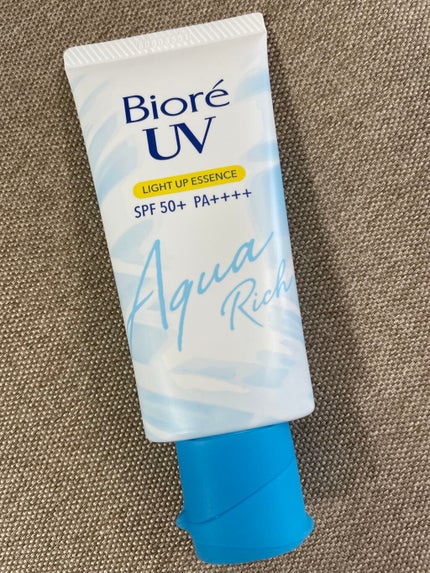 Bioré
UV
LIGHT UP ESSENCE
SPF 50+ PA++++
Aqua
Rich